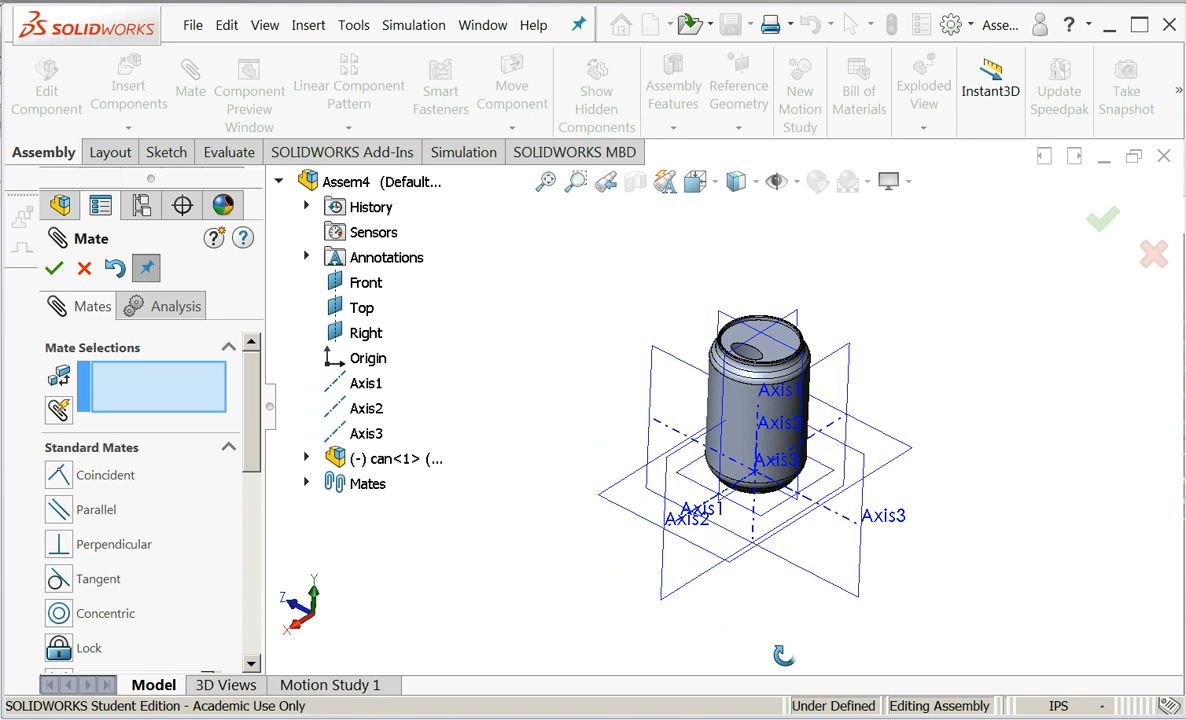 SOLIDWORKS File Edit View Insert Tools Simulation Window Help Asse... ?
Edit Component
Insert Components
Mate
Component Preview Window
Linear Component Pattern
Smart Fasteners
Move Component
Show Hidden Components
Assembly Features
Reference Geometry
New Motion Study
Bill of Materials
Exploded View
Instant3D
Update Speedpak
Take Snapshot
»
Assembly Layout Sketch Evaluate SOLIDWORKS Add-Ins Simulation SOLIDWORKS MBD
Mate
Mates Analysis
Mate Selections
Standard Mates
Coincident
Parallel
Perpendicular
Tangent
Concentric
Lock
Assem4 (Default...
History
Sensors
Annotations
Front
Top
Right
Origin
Axis1
Axis2
Axis3
(-) can<1> (...
Mates
Axis1
Axis2
Axis3
Axis1
Axis2
Axis3
Y
Z
X
Model 3D Views Motion Study 1
SOLIDWORKS Student Edition - Academic Use Only Under Defined Editing Assembly IPS